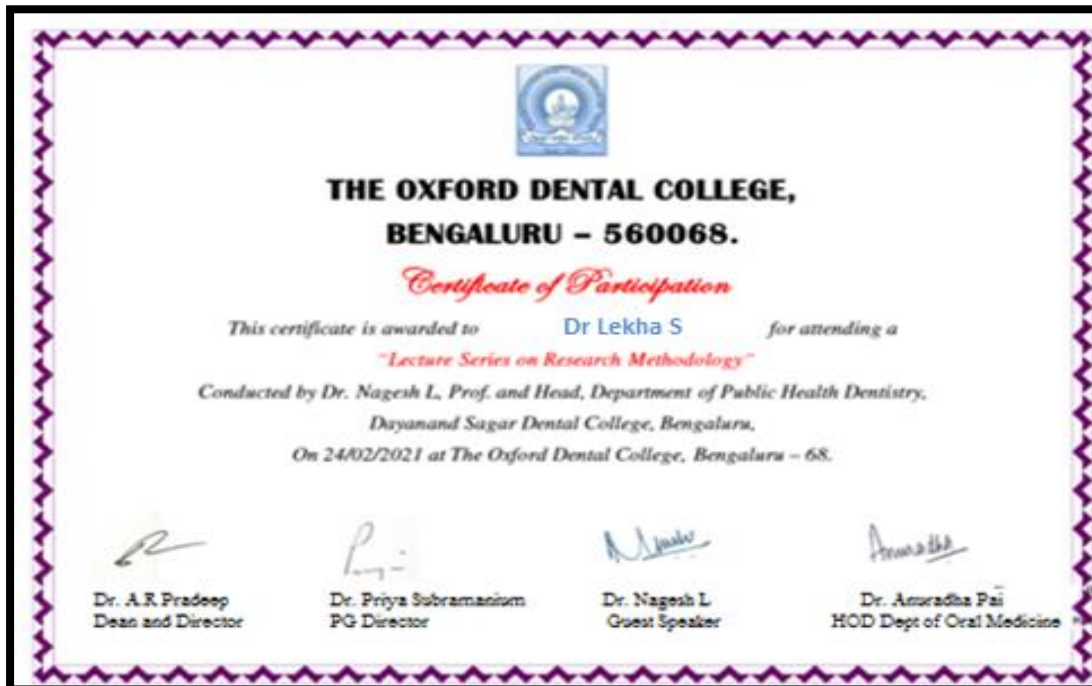 THE OXFORD DENTAL COLLEGE,
BENGALURU – 560068.
Certificate of Participation
This certificate is awarded to Dr Lekha S for attending a
"Lecture Series on Research Methodology"
Conducted by Dr. Nagesh L, Prof. and Head, Department of Public Health Dentistry,
Dayanand Sagar Dental College, Bengaluru,
On 24/02/2021 at The Oxford Dental College, Bengaluru – 68.
Anuradha
Dr. A.R Pradeep Dr. Priya Subramanium Dr. Nagesh L Dr. Anuradha Pai
Dean and Director PG Director Guest Speaker HOD Dept of Oral Medicine